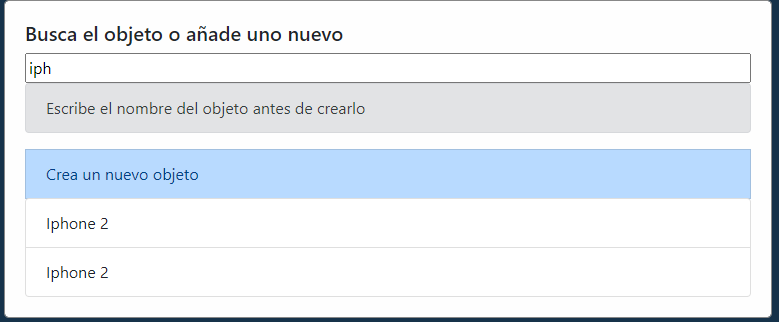 Busca el objeto o añade uno nuevo
iph
Escribe el nombre del objeto antes de crearlo
Crea un nuevo objeto
Iphone 2
Iphone 2